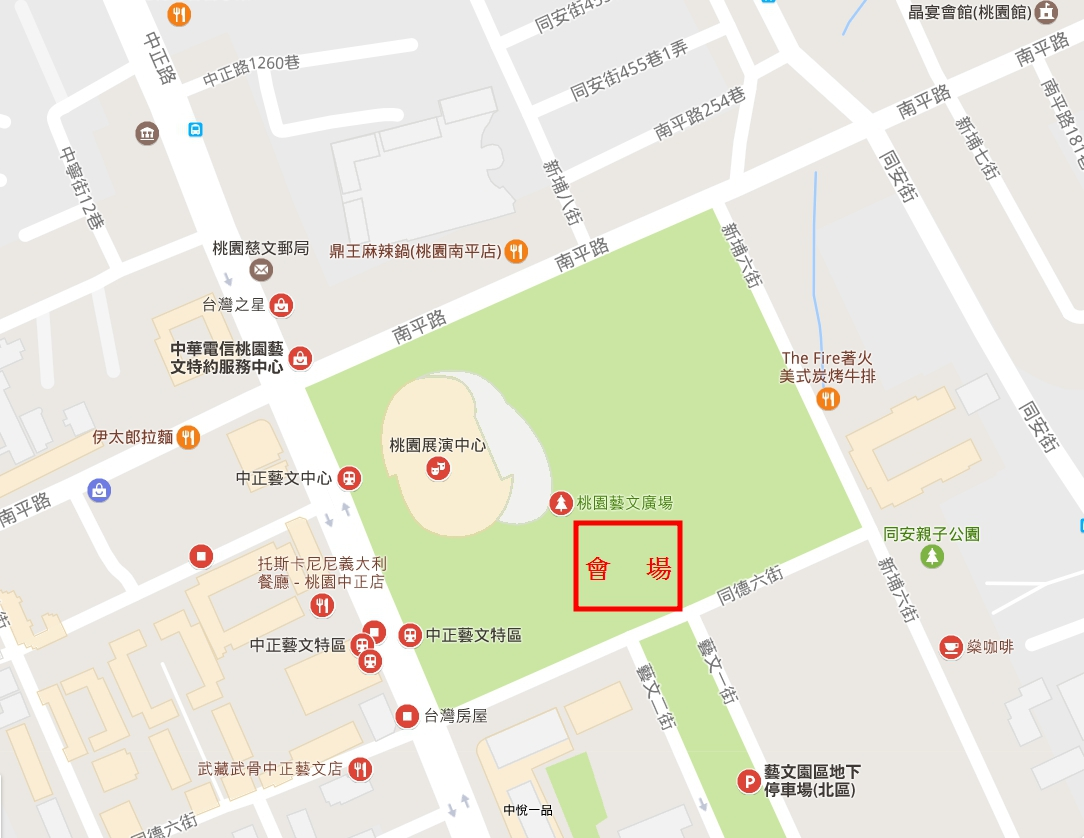 同安街455
晶宴會館(桃園館)
中正路
中正路1260巷
同安街455巷1弄
南平路
南平路254巷
南平路
南平路181巷
新埔七街
同安街
中寧街12巷
新埔八街
桃園慈文郵局
鼎王麻辣鍋(桃園南平店)
南平路
新埔六街
台灣之星
南平路
中華電信桃園藝
文特約服務中心
The Fire著火
美式炭烤牛排
伊太郎拉麵
桃園展演中心
同安街
中正藝文中心
南平路
桃園藝文廣場
同安親子公園
會 場
托斯卡尼尼義大利
餐廳 - 桃園中正店
同德六街
新埔六街
中正藝文特區
中正藝文特區
燊咖啡
藝文一街
藝文二街
台灣房屋
武藏武骨中正藝文店
P
藝文園區地下
停車場(北區)
中悅一品
同德六街